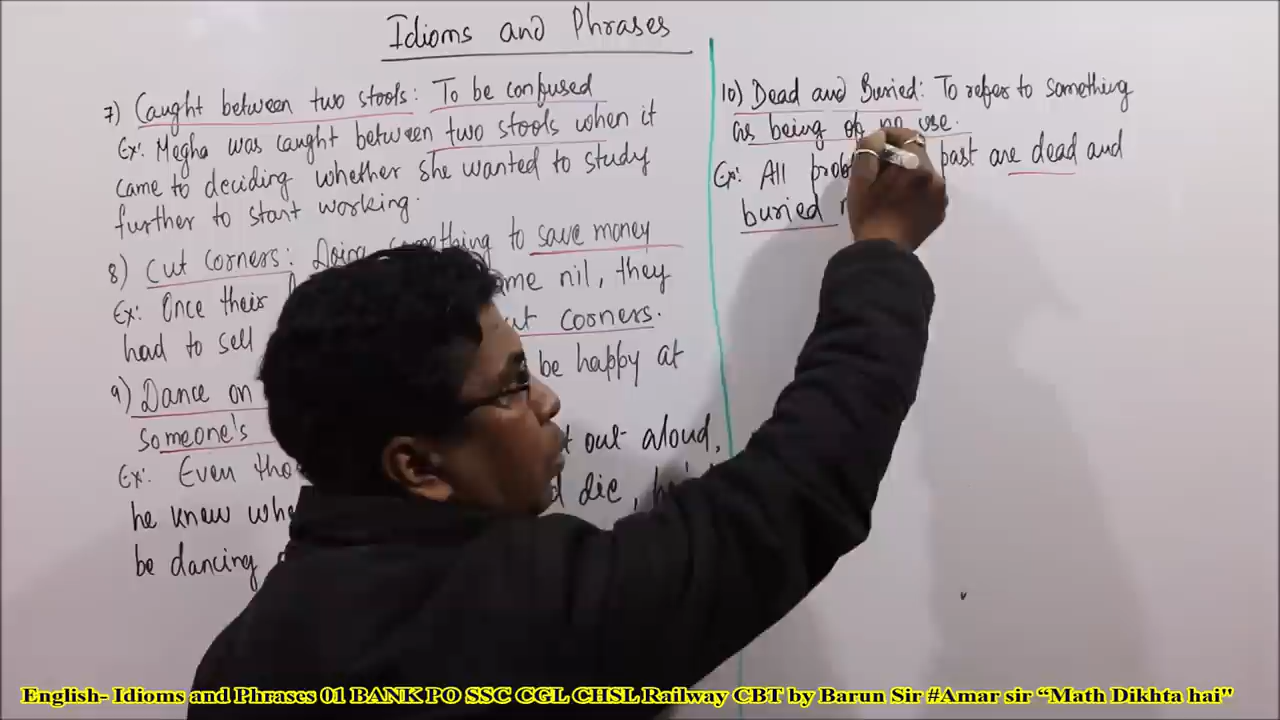 Idioms and Phrases
7) Caught between two stools: To be confused
Ex: Megha was caught between two stools when it
came to deciding whether she wanted to study
further to start working.
8) Cut corners: Doing something to save money
Ex: Once their nil, they
had to sell cut corners.
9) Dance on be happy at
someone's
Ex: Even out aloud,
he knew die,
be dancing
10) Dead and Buried: To refer to something
as being of no use.
Ex: All past are dead and
buried
English- Idioms and Phrases 01 BANK PO SSC CGL CHSL Railway CBT by Barun Sir #Amar sir “Math Dikhta hai"